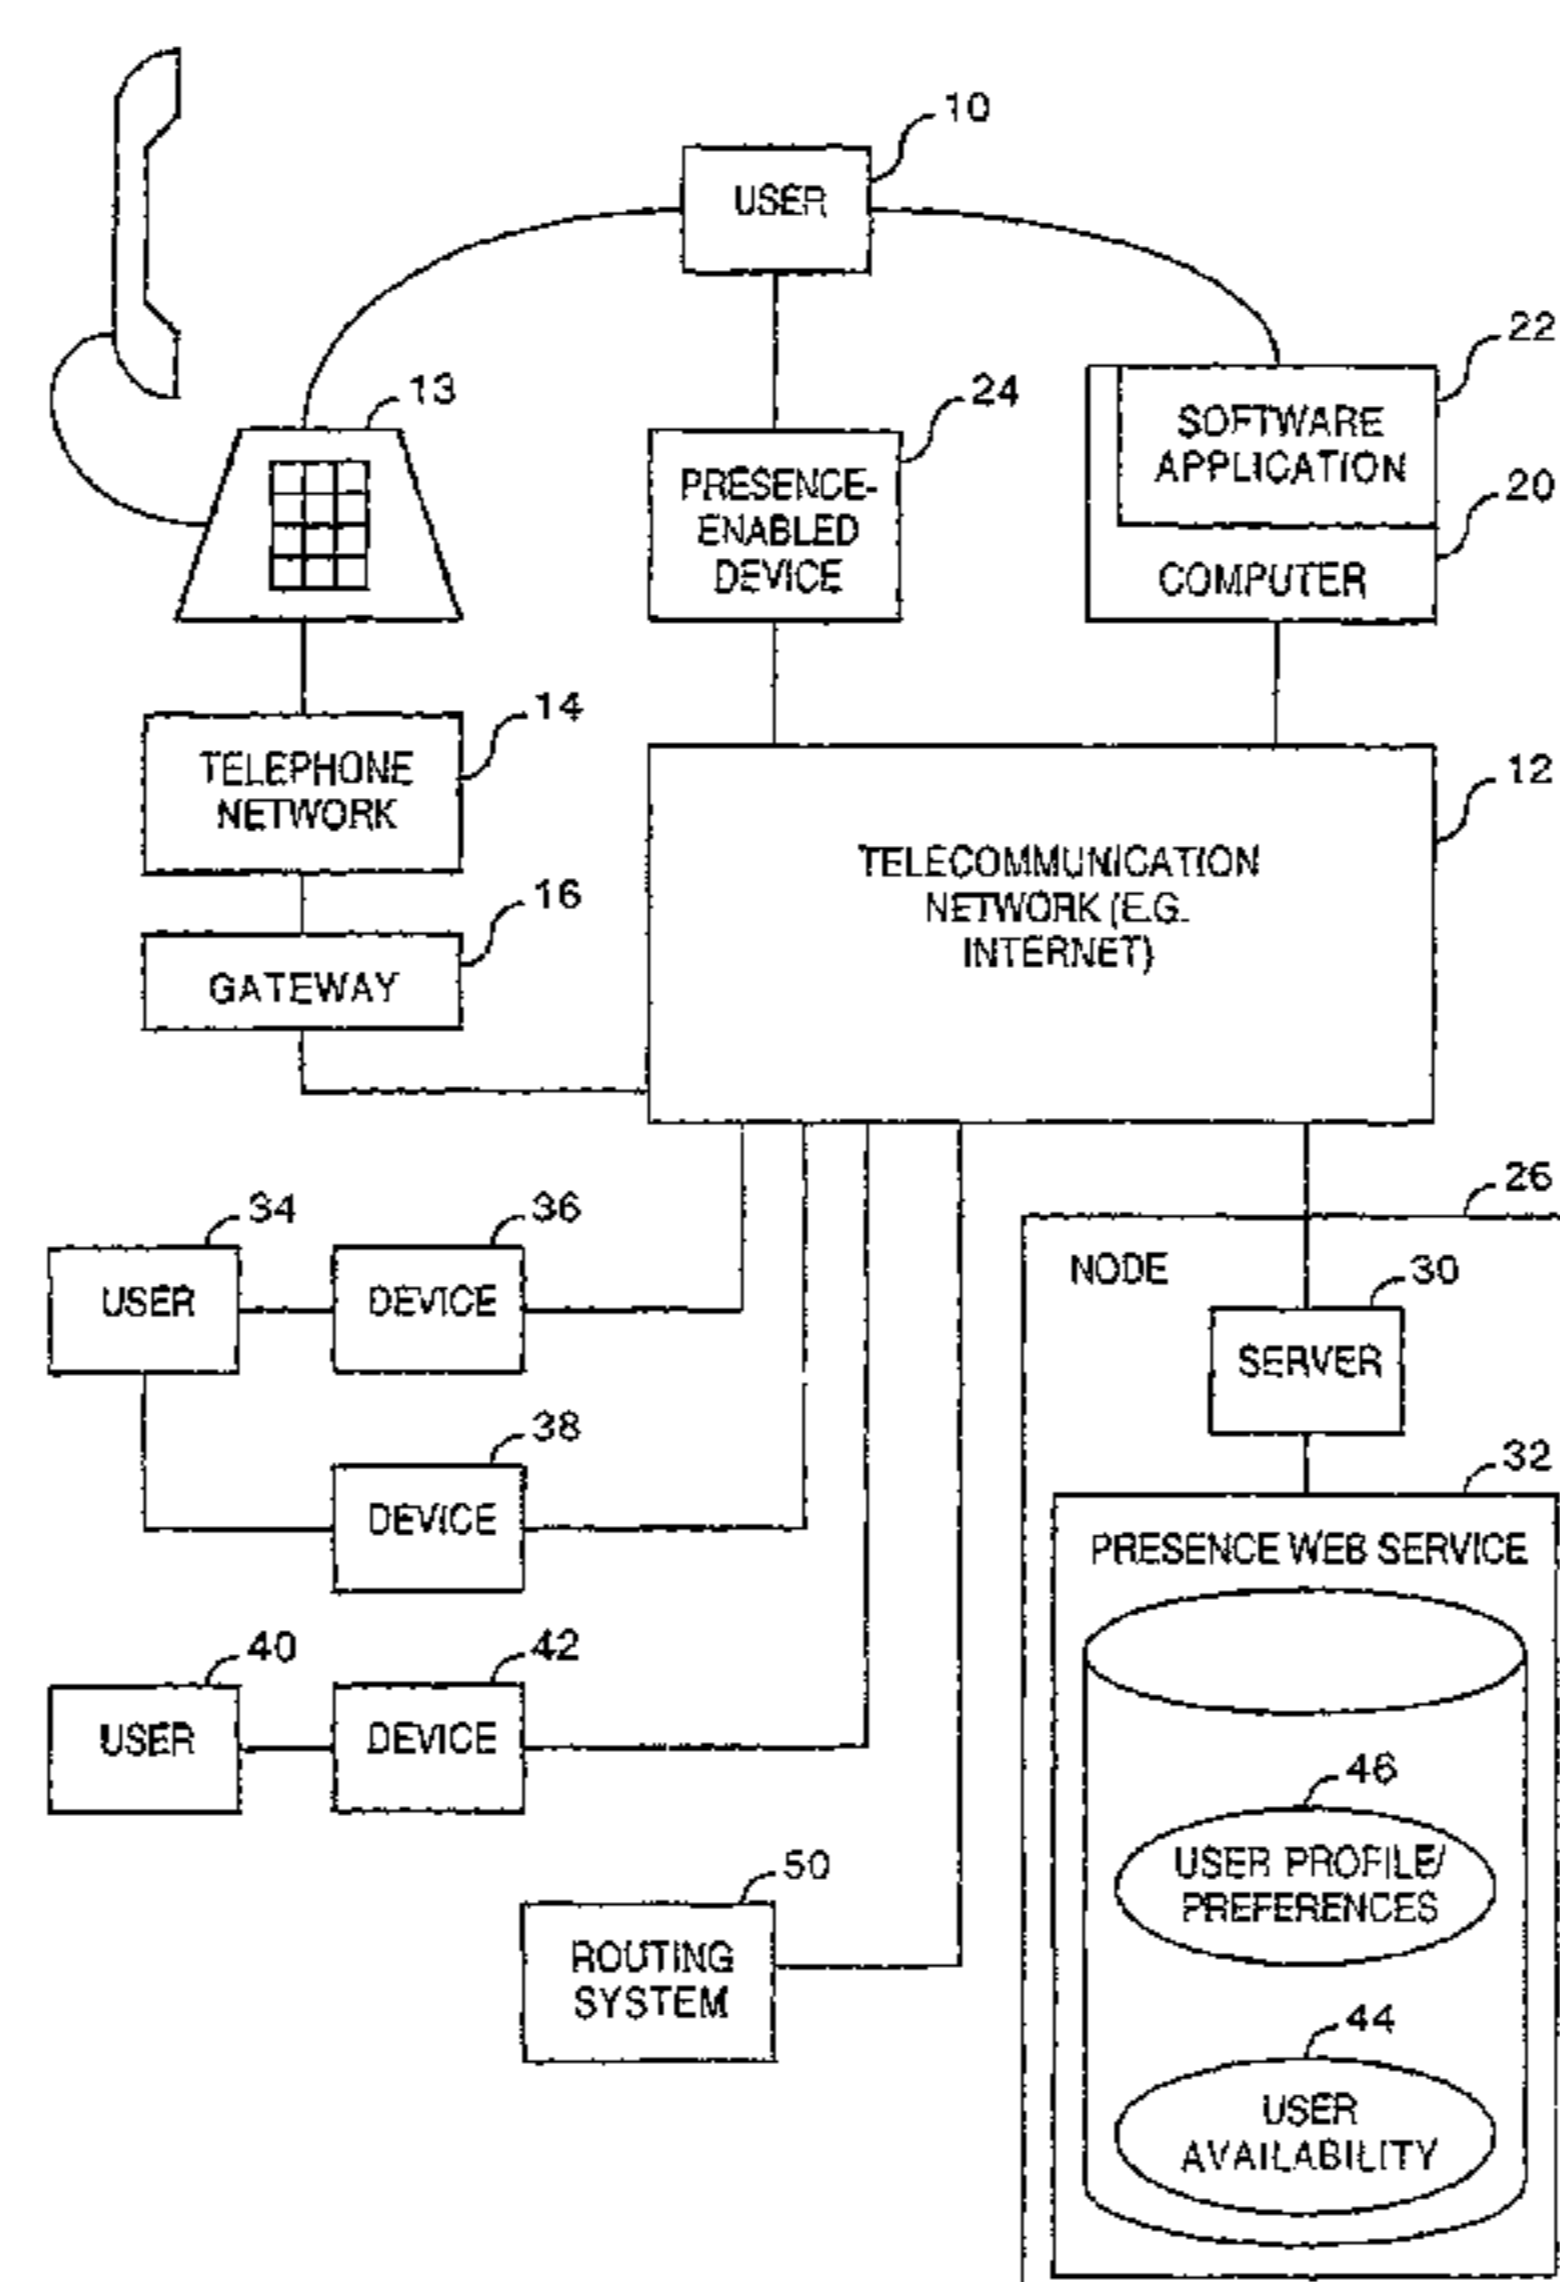 10
USER
22
13
24
SOFTWARE
APPLICATION
PRESENCE-
ENABLED
DEVICE
20
COMPUTER
14
TELEPHONE
NETWORK
12
TELECOMMUNICATION
NETWORK (E.G.
INTERNET)
16
GATEWAY
26
34
36
NODE
30
USER
DEVICE
SERVER
38
DEVICE
32
PRESENCE WEB SERVICE
40
42
USER
DEVICE
46
USER PROFILE/
PREFERENCES
50
ROUTING
SYSTEM
44
USER
AVAILABILITY